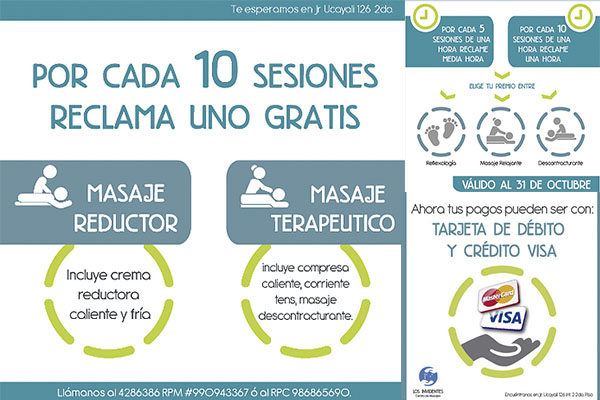 Te esperamos en jr Ucayali 126 2do.
POR CADA 10 SESIONES
RECLAMA UNO GRATIS
MASAJE
REDUCTOR
Incluye crema
reductora
caliente y fría
MASAJE
TERAPEUTICO
incluye compresa
caliente, corriente
tens, masaje
descontracturante.
Llámanos al 4286386 RPM #990943367 ó al RPC 986865690.
POR CADA 5
SESIONES DE UNA
HORA RECLAME
MEDIA HORA
POR CADA 10
SESIONES DE UNA
HORA RECLAME
UNA HORA
ELIGE TU PREMIO ENTRE
Reflexología
Masaje Relajante
Descontracturante
VÁLIDO AL 31 DE OCTUBRE
Ahora tus pagos pueden ser con:
TARJETA DE DÉBITO
Y CRÉDITO VISA
MasterCard
VISA
LOS INVIDENTES
Centro de Masajes
Encuéntranos en Jr. Ucayali 126 Int. 2 2do. Piso